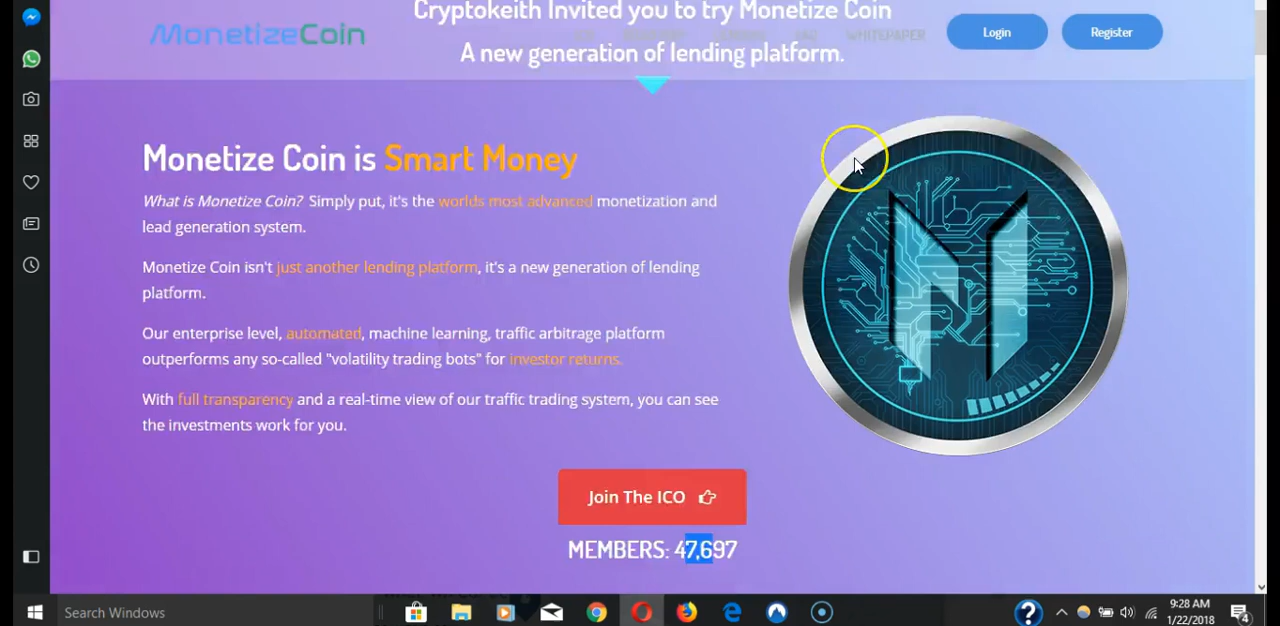 Cryptokeith Invited you to try Monetize Coin
MonetizeCoin
WHITEPAPER
Login
Register
A new generation of lending platform.
Monetize Coin is Smart Money
What is Monetize Coin? Simply put, it's the worlds most advanced monetization and
lead generation system.
Monetize Coin isn't just another lending platform, it's a new generation of lending
platform.
Our enterprise level, automated, machine learning, traffic arbitrage platform
outperforms any so-called "volatility trading bots" for investor returns.
With full transparency and a real-time view of our traffic trading system, you can see
the investments work for you.
Join The ICO
MEMBERS: 47,697
Search Windows
9:28 AM
1/22/2018
4